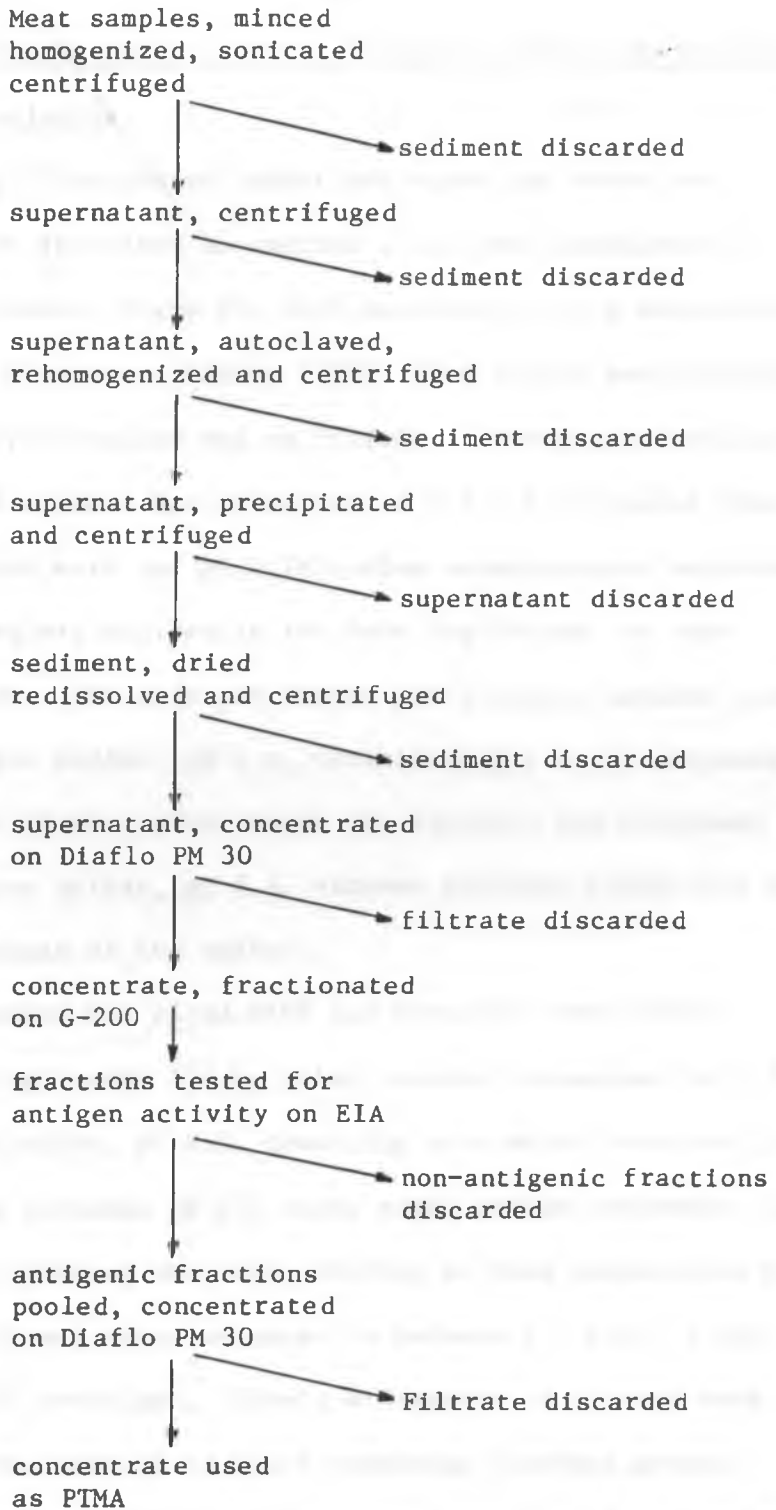 Meat samples, minced
homogenized, sonicated
centrifuged
sediment discarded
supernatant, centrifuged
sediment discarded
supernatant, autoclaved,
rehomogenized and centrifuged
sediment discarded
supernatant, precipitated
and centrifuged
supernatant discarded
sediment, dried
redissolved and centrifuged
sediment discarded
supernatant, concentrated
on Diaflo PM 30
filtrate discarded
concentrate, fractionated
on G-200
fractions tested for
antigen activity on EIA
non-antigenic fractions
discarded
antigenic fractions
pooled, concentrated
on Diaflo PM 30
Filtrate discarded
concentrate used
as PTMA